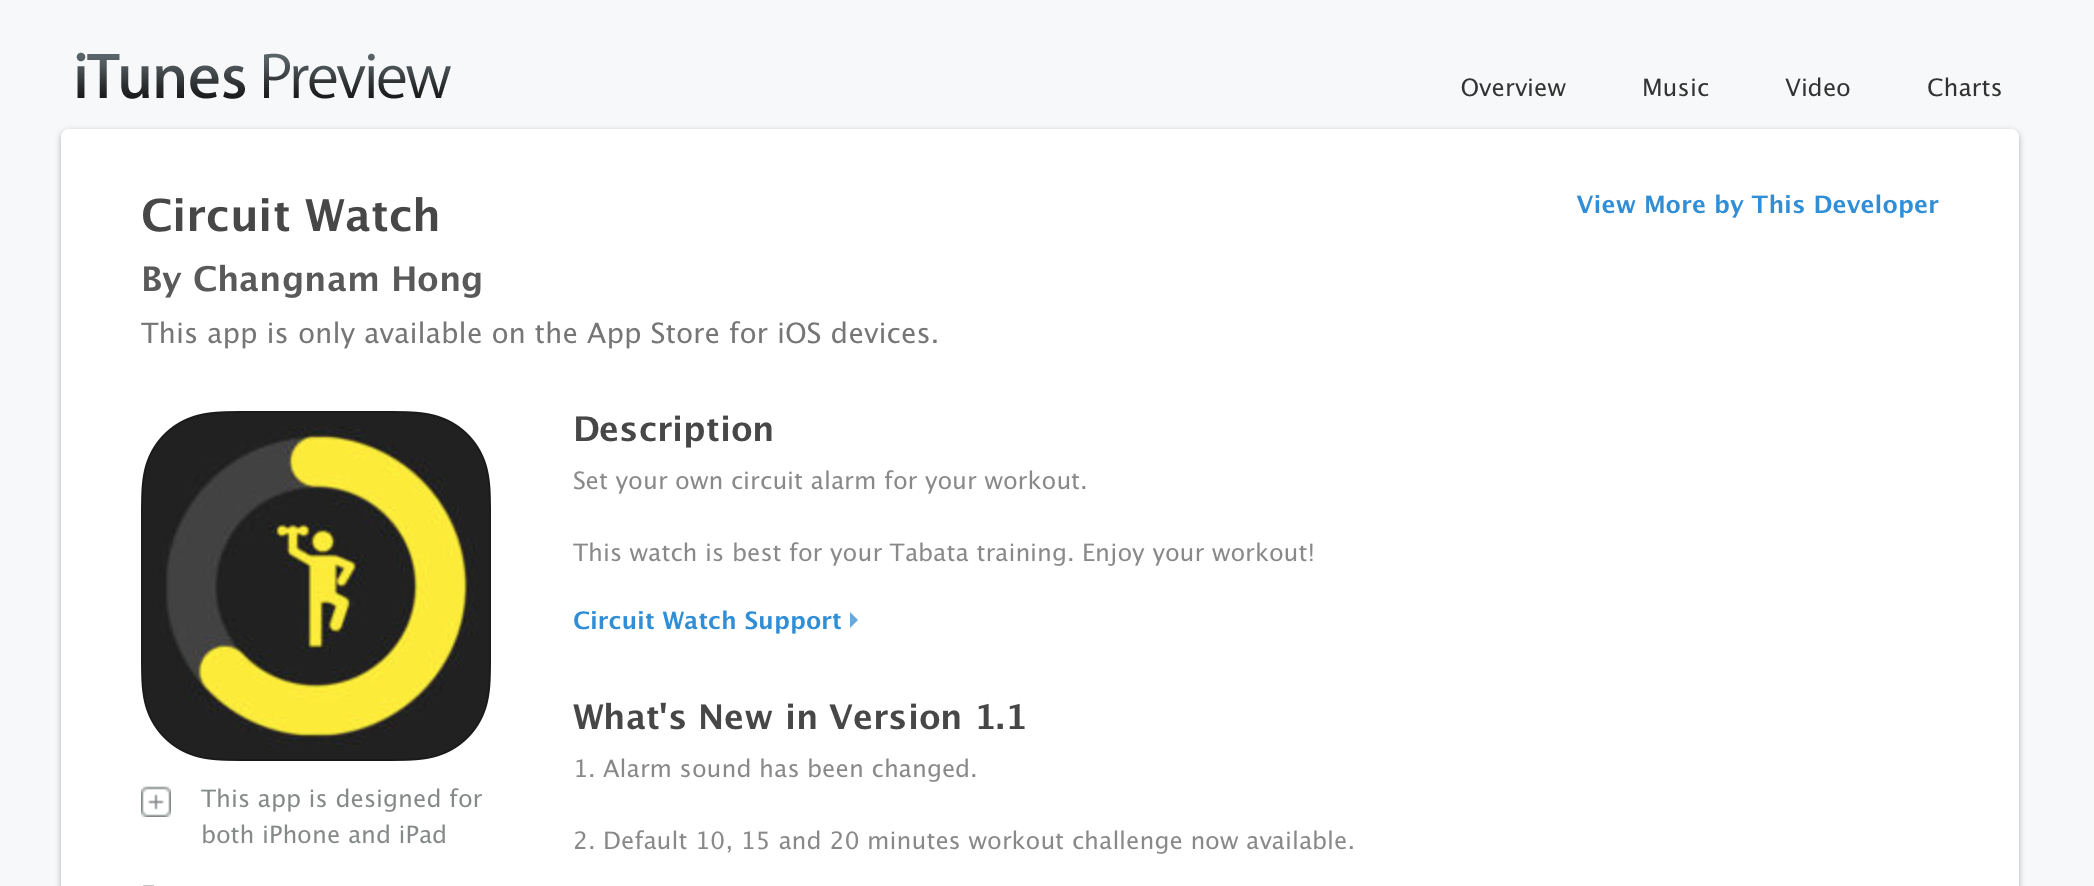 iTunes Preview
Overview Music Video Charts
Circuit Watch
View More by This Developer
By Changnam Hong
This app is only available on the App Store for iOS devices.
Description
Set your own circuit alarm for your workout.
This watch is best for your Tabata training. Enjoy your workout!
Circuit Watch Support
What's New in Version 1.1
1. Alarm sound has been changed.
2. Default 10, 15 and 20 minutes workout challenge now available.
This app is designed for
both iPhone and iPad